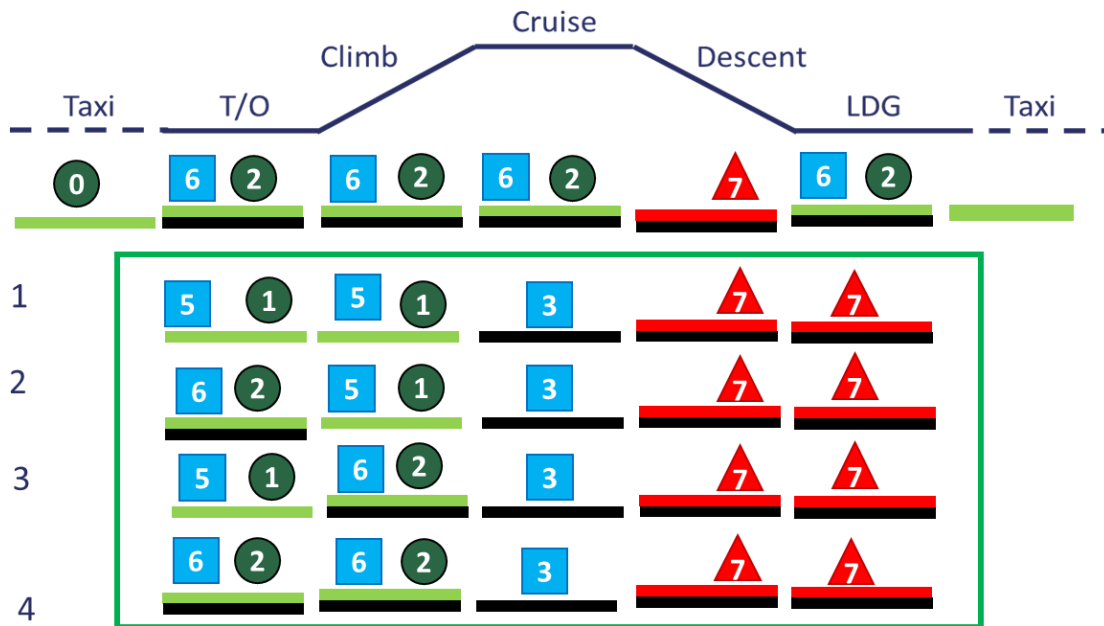 Cruise
Climb Descent
Taxi T/O LDG Taxi
0 6 2 6 2 6 2 7 6 2
1 5 1 5 1 3 7 7
2 6 2 5 1 3 7 7
3 5 1 6 2 3 7 7
4 6 2 6 2 3 7 7